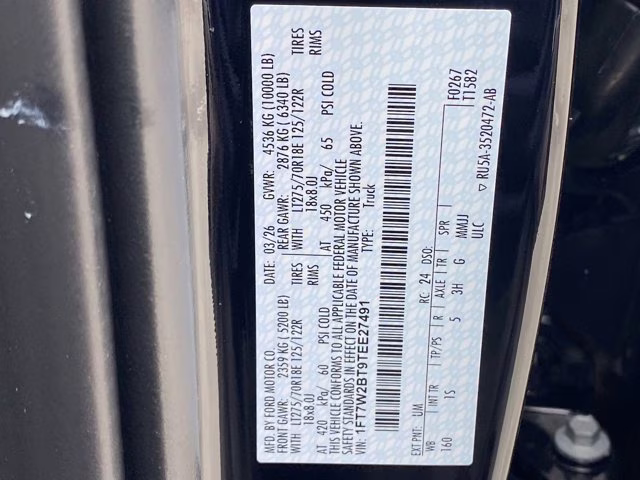 MFD. BY FORD MOTOR CO.
DATE: 03/26 GVWR: 4536 KG (10000 LB)
FRONT GAWR: 2359 KG (5200 LB) REAR GAWR: 2876 KG (6340 LB)
WITH LT275/70R18E 125/122R TIRES WITH LT275/70R18E 125/122R TIRES
18x8.0J RIMS 18x8.0J RIMS
AT 420 kPa/ 60 PSI COLD AT 450 kPa/ 65 PSI COLD
THIS VEHICLE CONFORMS TO ALL APPLICABLE FEDERAL MOTOR VEHICLE
SAFETY STANDARDS IN EFFECT ON THE DATE OF MANUFACTURE SHOWN ABOVE.
VIN: 1FT7W2BT9TEE27491 TYPE: Truck
F0267
T1582
EXT PNT: UM RC: 24 DSO:
WB INT TR TP/PS R AXLE TR SPR
160 1S 5 3H G MMJJ
ULC
▽ RU5A-3520472-AB